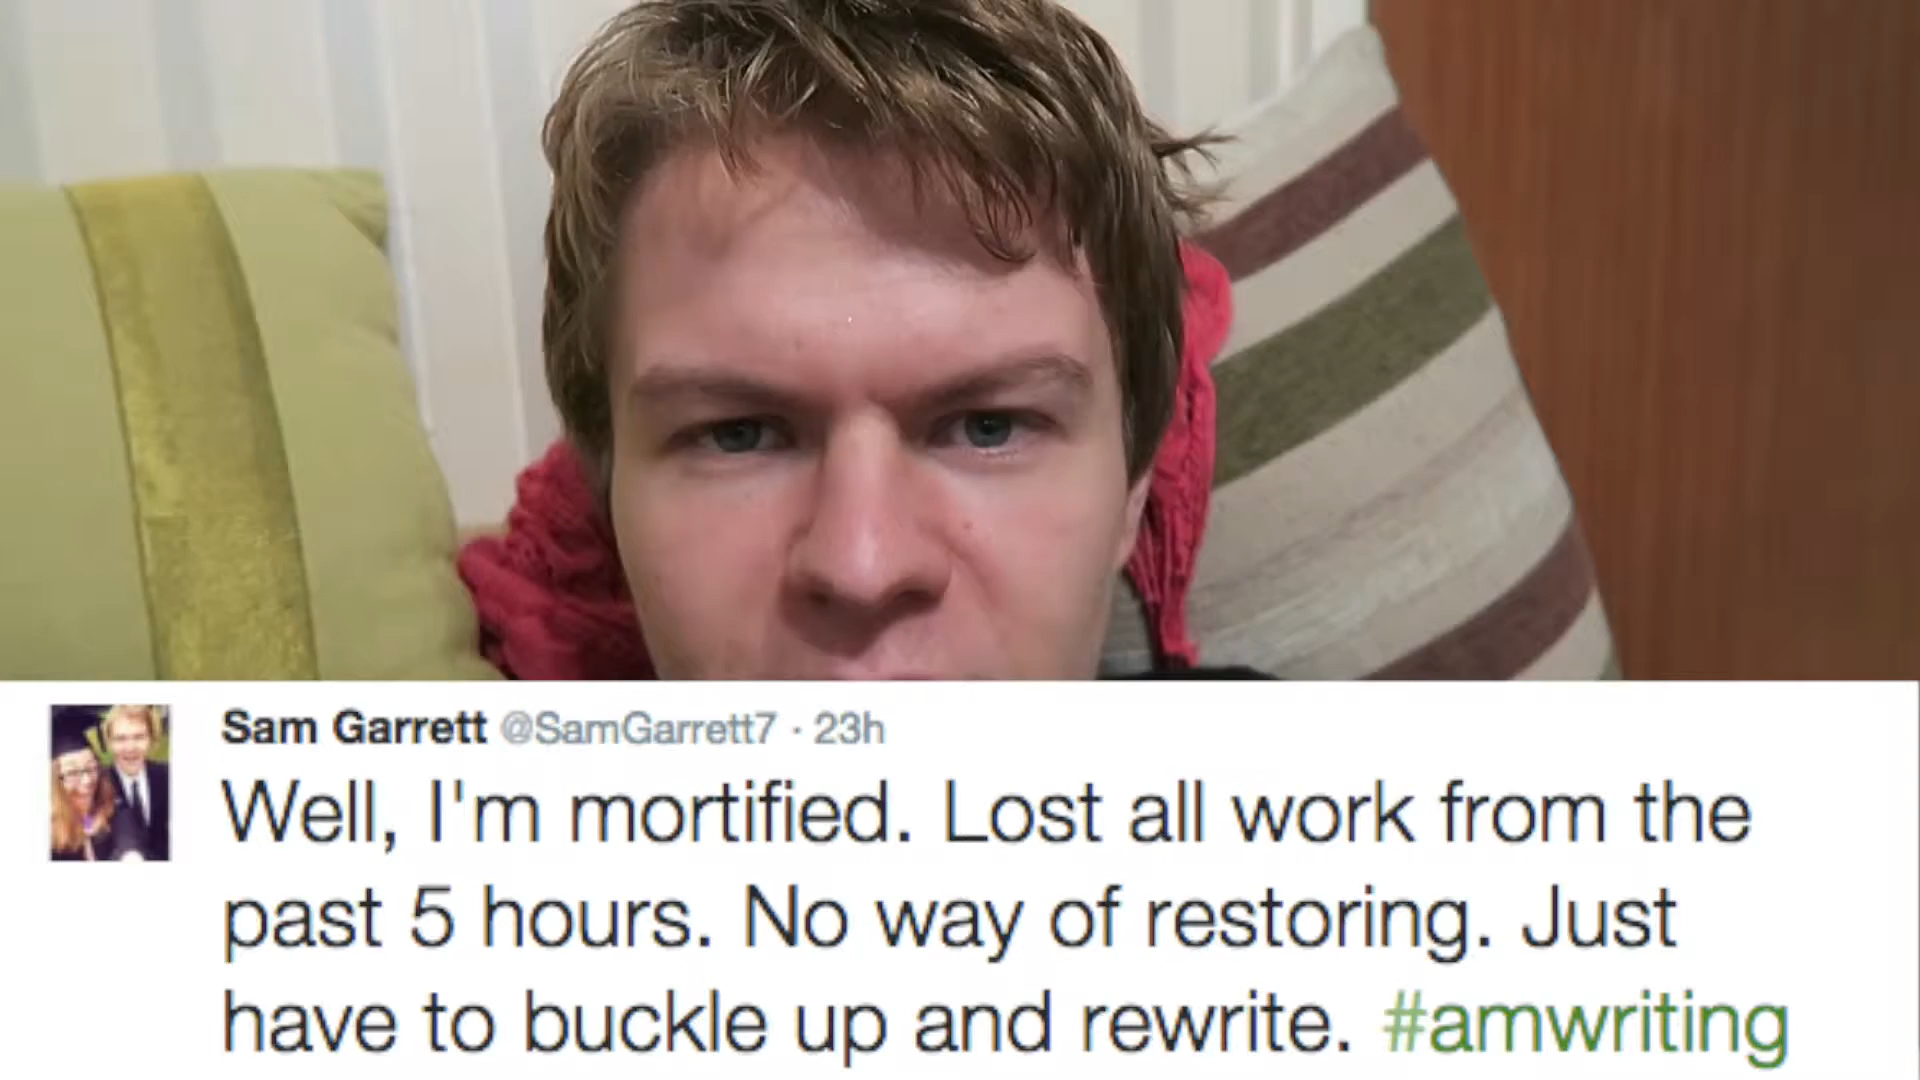 Sam Garrett @SamGarrett7 · 23h
Well, I'm mortified. Lost all work from the
past 5 hours. No way of restoring. Just
have to buckle up and rewrite. #amwriting